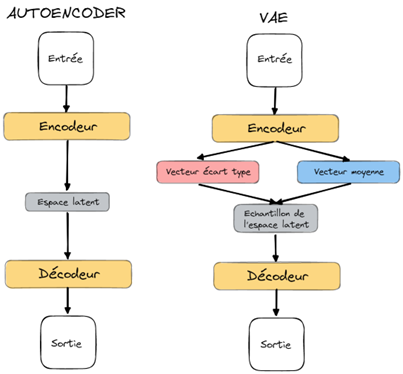 AUTOENCODER
Entrée
Encodeur
Espace latent
Décodeur
Sortie
VAE
Entrée
Encodeur
Vecteur écart type
Vecteur moyenne
Echantillon de
l'espace latent
Décodeur
Sortie